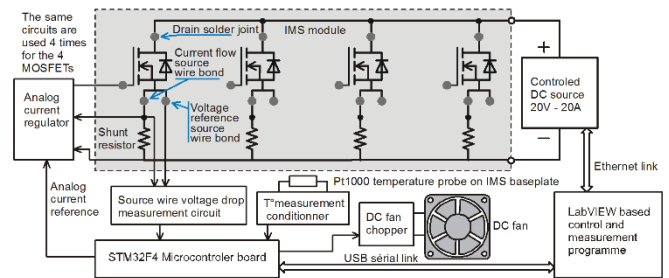 The same
circuits are
used 4 times
for the 4
MOSFETs
Drain solder joint
IMS module
Current flow
source
wire bond
Voltage
reference
source
wire bond
Analog
current
regulator
Shunt
resistor
+
Controled
DC source
20V - 20A
−
Ethernet link
Analog
current
reference
Source wire voltage drop
measurement circuit
Pt1000 temperature probe on IMS baseplate
T°measurement
conditionner
DC fan
chopper
DC fan
LabVIEW based
control and
measurement
programme
STM32F4 Microcontroler board
USB sérial link